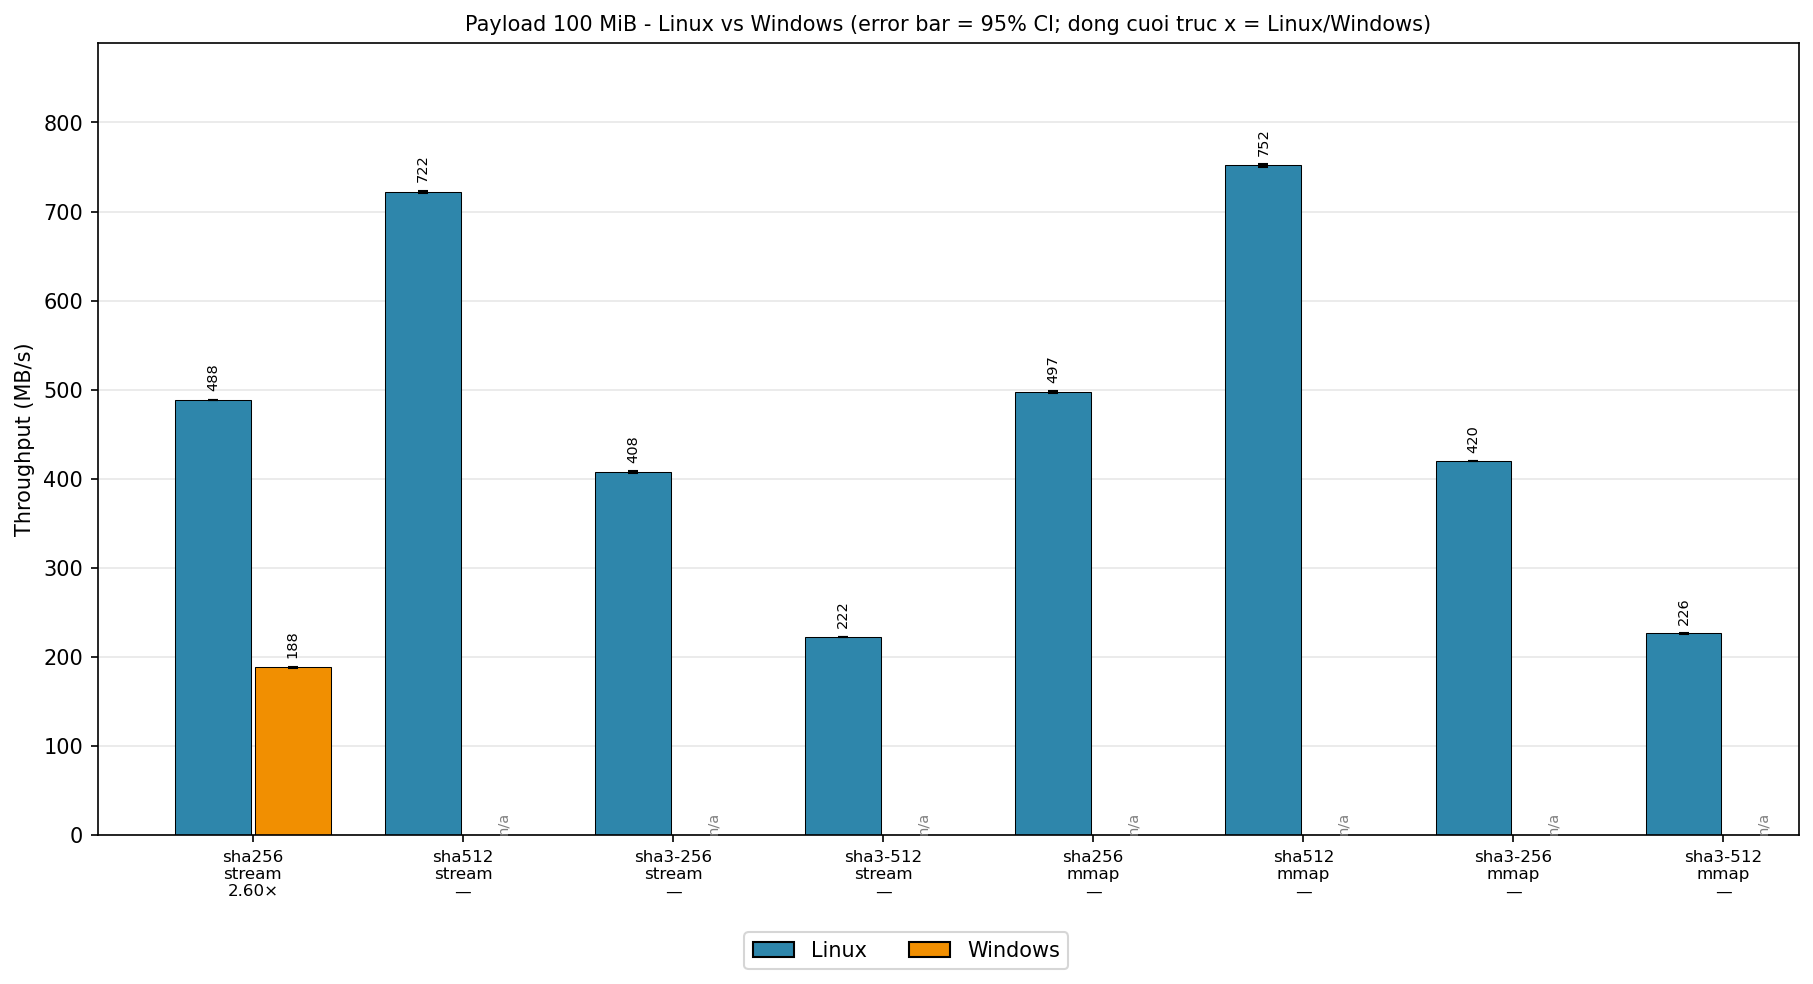 Payload 100 MiB - Linux vs Windows (error bar = 95% CI; dong cuoi truc x = Linux/Windows)
Throughput (MB/s)
800
700
600
500
400
300
200
100
0
488
188
722
n/a
408
n/a
222
n/a
497
n/a
752
n/a
420
n/a
226
n/a
sha256
stream
2.60×
sha512
stream
—
sha3-256
stream
—
sha3-512
stream
—
sha256
mmap
—
sha512
mmap
—
sha3-256
mmap
—
sha3-512
mmap
—
Linux
Windows